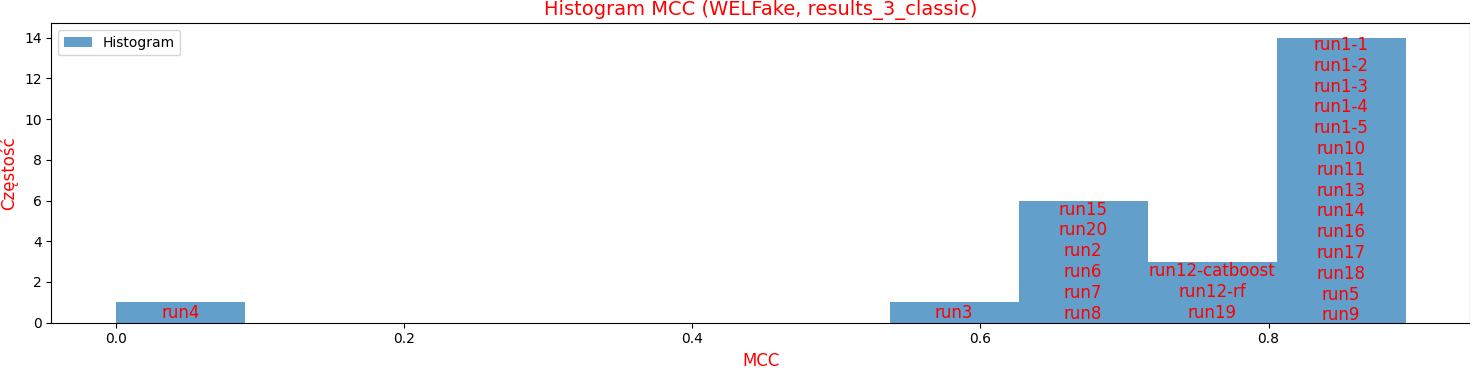 Histogram MCC (WELFake, results_3_classic)
Histogram
Częstość
14
12
10
8
6
4
2
0
run4
run3
run15
run20
run2
run6
run7
run8
run12-catboost
run12-rf
run19
run1-1
run1-2
run1-3
run1-4
run1-5
run10
run11
run13
run14
run16
run17
run18
run5
run9
0.0
0.2
0.4
0.6
0.8
MCC